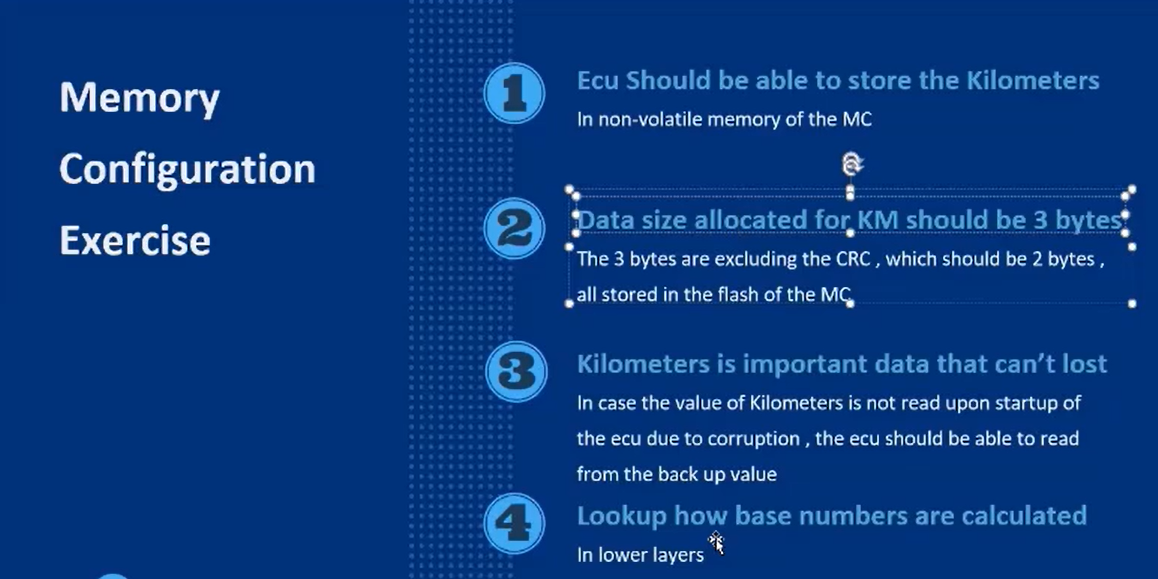 Memory
Configuration
Exercise
1
Ecu Should be able to store the Kilometers
In non-volatile memory of the MC
2
Data size allocated for KM should be 3 bytes
The 3 bytes are excluding the CRC , which should be 2 bytes ,
all stored in the flash of the MC
3
Kilometers is important data that can’t lost
In case the value of Kilometers is not read upon startup of
the ecu due to corruption , the ecu should be able to read
from the back up value
4
Lookup how base numbers are calculated
In lower layers